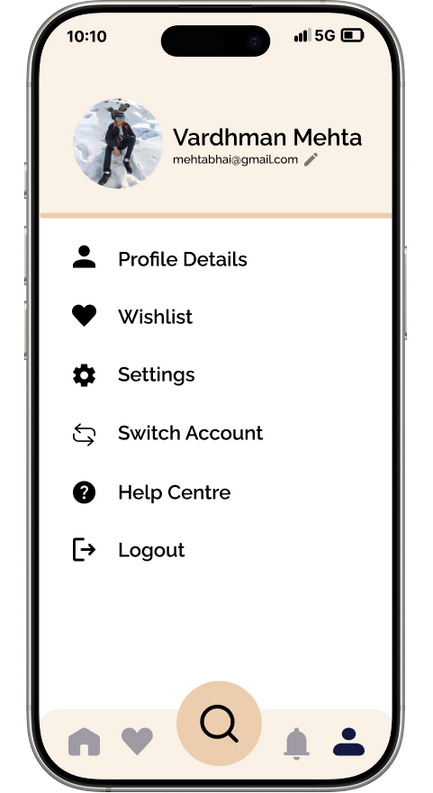 10:10
5G
Vardhman Mehta
mehtabhai@gmail.com
Profile Details
Wishlist
Settings
Switch Account
Help Centre
Logout